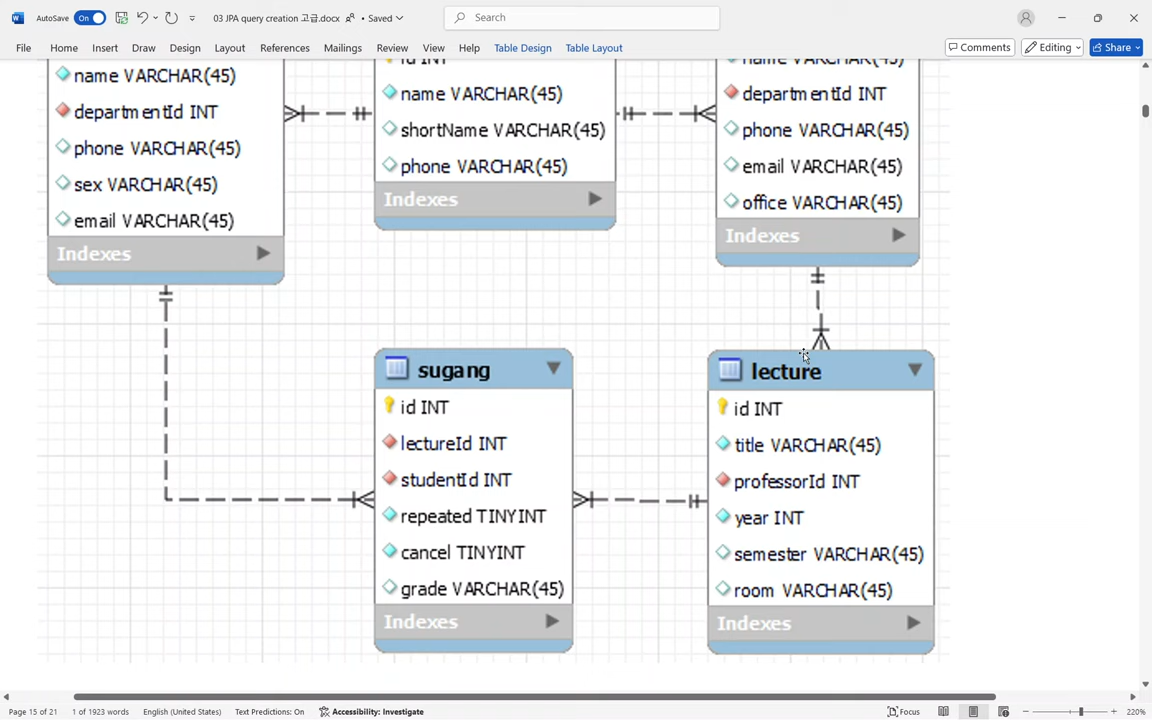 AutoSave On 03 JPA query creation 고급.docx • Saved Search
File Home Insert Draw Design Layout References Mailings Review View Help Table Design Table Layout Comments Editing Share
name VARCHAR(45)
departmentId INT
phone VARCHAR(45)
sex VARCHAR(45)
email VARCHAR(45)
Indexes
id INT
name VARCHAR(45)
shortName VARCHAR(45)
phone VARCHAR(45)
Indexes
name VARCHAR(45)
departmentId INT
phone VARCHAR(45)
email VARCHAR(45)
office VARCHAR(45)
Indexes
sugang
id INT
lectureId INT
studentId INT
repeated TINYINT
cancel TINYINT
grade VARCHAR(45)
Indexes
lecture
id INT
title VARCHAR(45)
professorId INT
year INT
semester VARCHAR(45)
room VARCHAR(45)
Indexes
Page 15 of 21 1 of 1923 words English (United States) Text Predictions: On Accessibility: Investigate Focus 220%